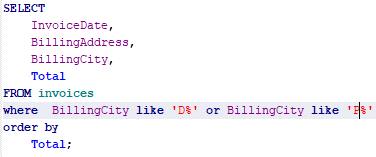 SELECT
InvoiceDate,
BillingAddress,
BillingCity,
Total
FROM invoices
where BillingCity like 'D%' or BillingCity like 'P%'
order by
Total;